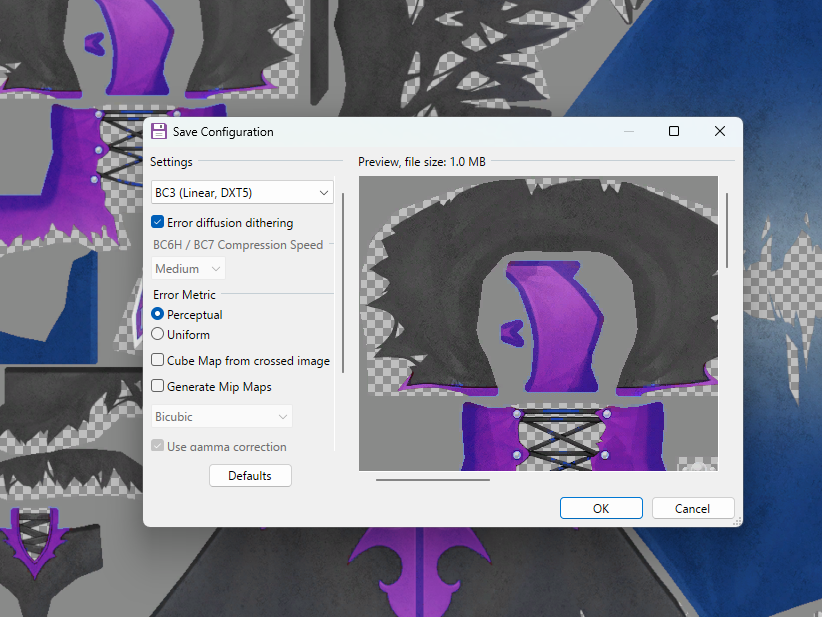 Save Configuration
Settings
Preview, file size: 1.0 MB
BC3 (Linear, DXT5)
Error diffusion dithering
BC6H / BC7 Compression Speed
Medium
Error Metric
Perceptual
Uniform
Cube Map from crossed image
Generate Mip Maps
Bicubic
Use gamma correction
Defaults
OK
Cancel